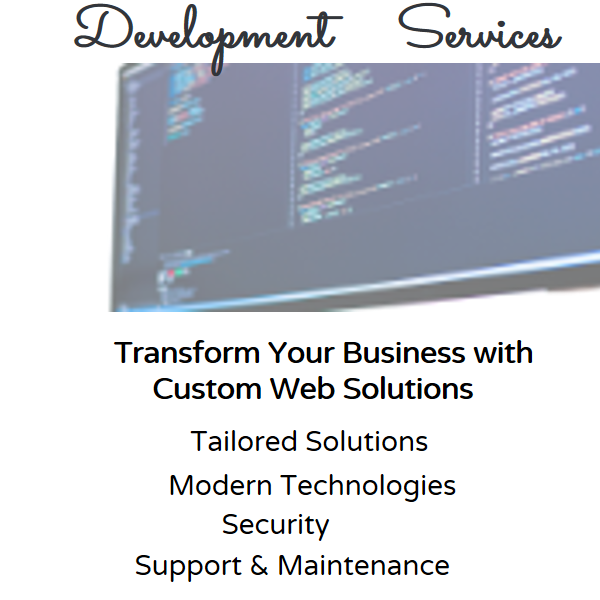 Development Services
Transform Your Business with
Custom Web Solutions
Tailored Solutions
Modern Technologies
Security
Support & Maintenance